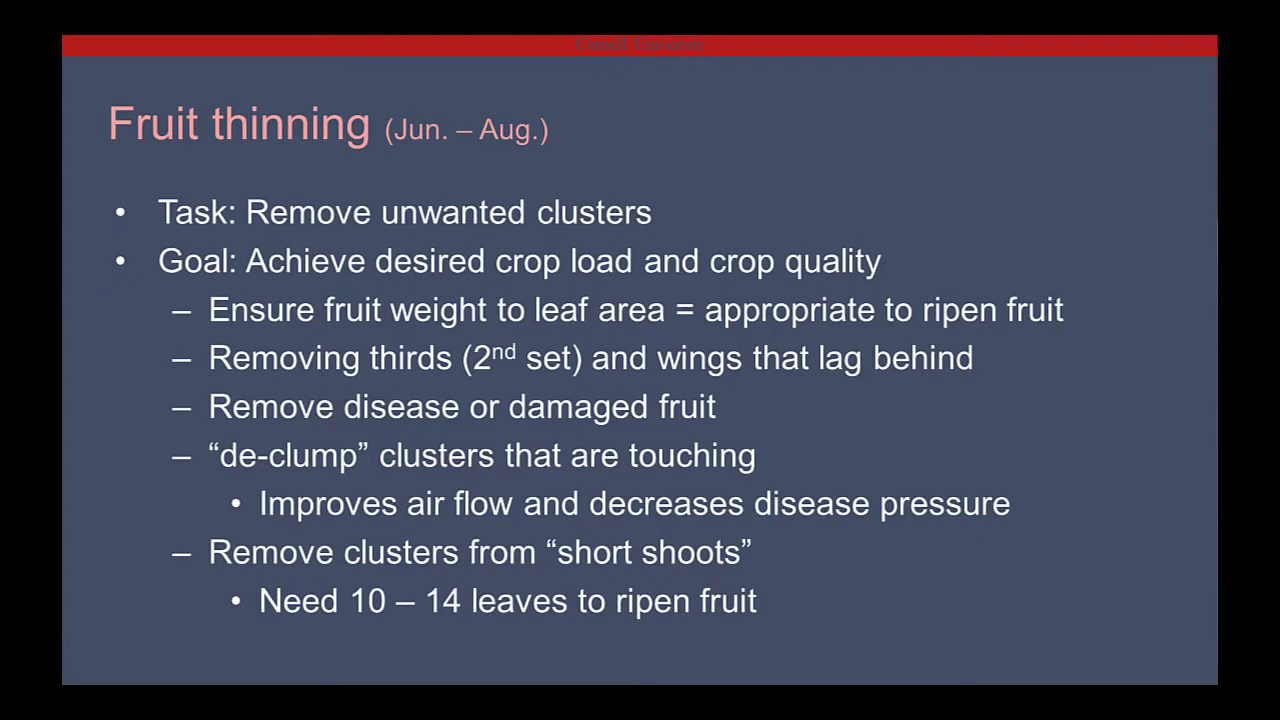 Cornell University
Fruit thinning (Jun. – Aug.)
• Task: Remove unwanted clusters
• Goal: Achieve desired crop load and crop quality
– Ensure fruit weight to leaf area = appropriate to ripen fruit
– Removing thirds (2nd set) and wings that lag behind
– Remove disease or damaged fruit
– “de-clump” clusters that are touching
• Improves air flow and decreases disease pressure
– Remove clusters from “short shoots”
• Need 10 – 14 leaves to ripen fruit